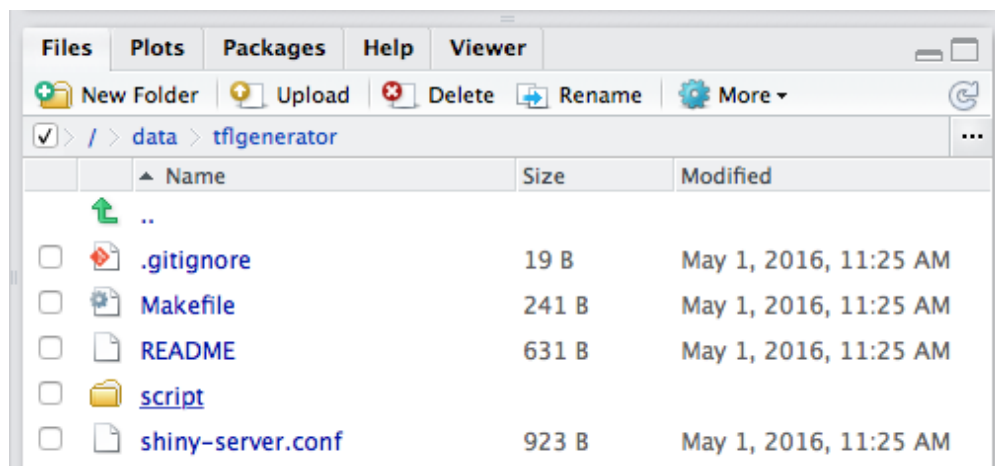 Files Plots Packages Help Viewer
New Folder Upload Delete Rename More
/ data tflgenerator ...
Name Size Modified
..
.gitignore 19 B May 1, 2016, 11:25 AM
Makefile 241 B May 1, 2016, 11:25 AM
README 631 B May 1, 2016, 11:25 AM
script
shiny-server.conf 923 B May 1, 2016, 11:25 AM